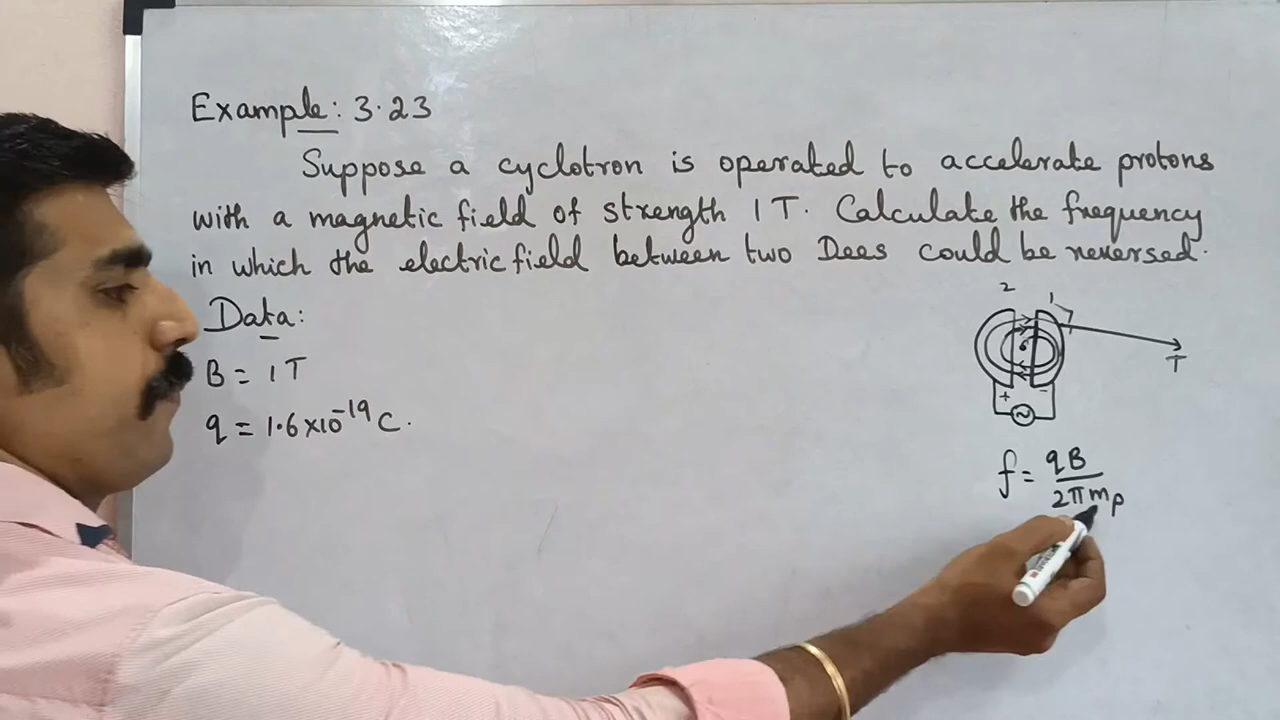 Example: 3.23
Suppose a cyclotron is operated to accelerate protons
with a magnetic field of strength 1 T. Calculate the frequency
in which the electric field between two Dees could be reversed.
Data:
B = 1 T
q = 1.6 × 10⁻¹⁹ C.
2 1
T
+ −
f = qB / 2πmₚ